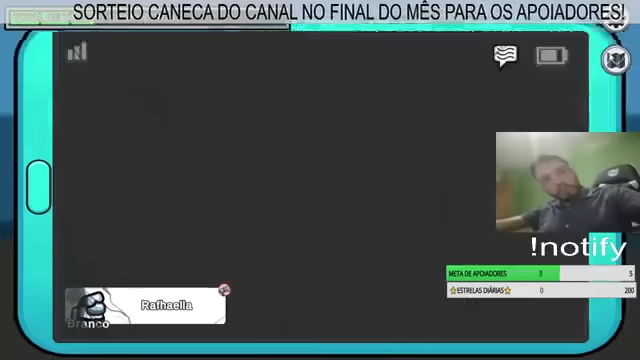 SORTEIO CANECA DO CANAL NO FINAL DO MÊS PARA OS APOIADORES!
!notify
META DE APOIADORES 3 5
⭐ESTRELAS DIÁRIAS⭐ 0 200
Rafhaella
Branco